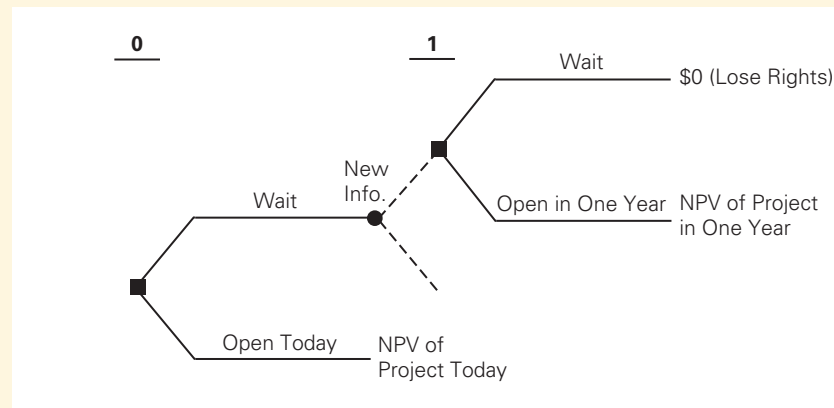 0
1
Wait
$0 (Lose Rights)
New
Info.
Wait
Open in One Year
NPV of Project
in One Year
Open Today
NPV of
Project Today